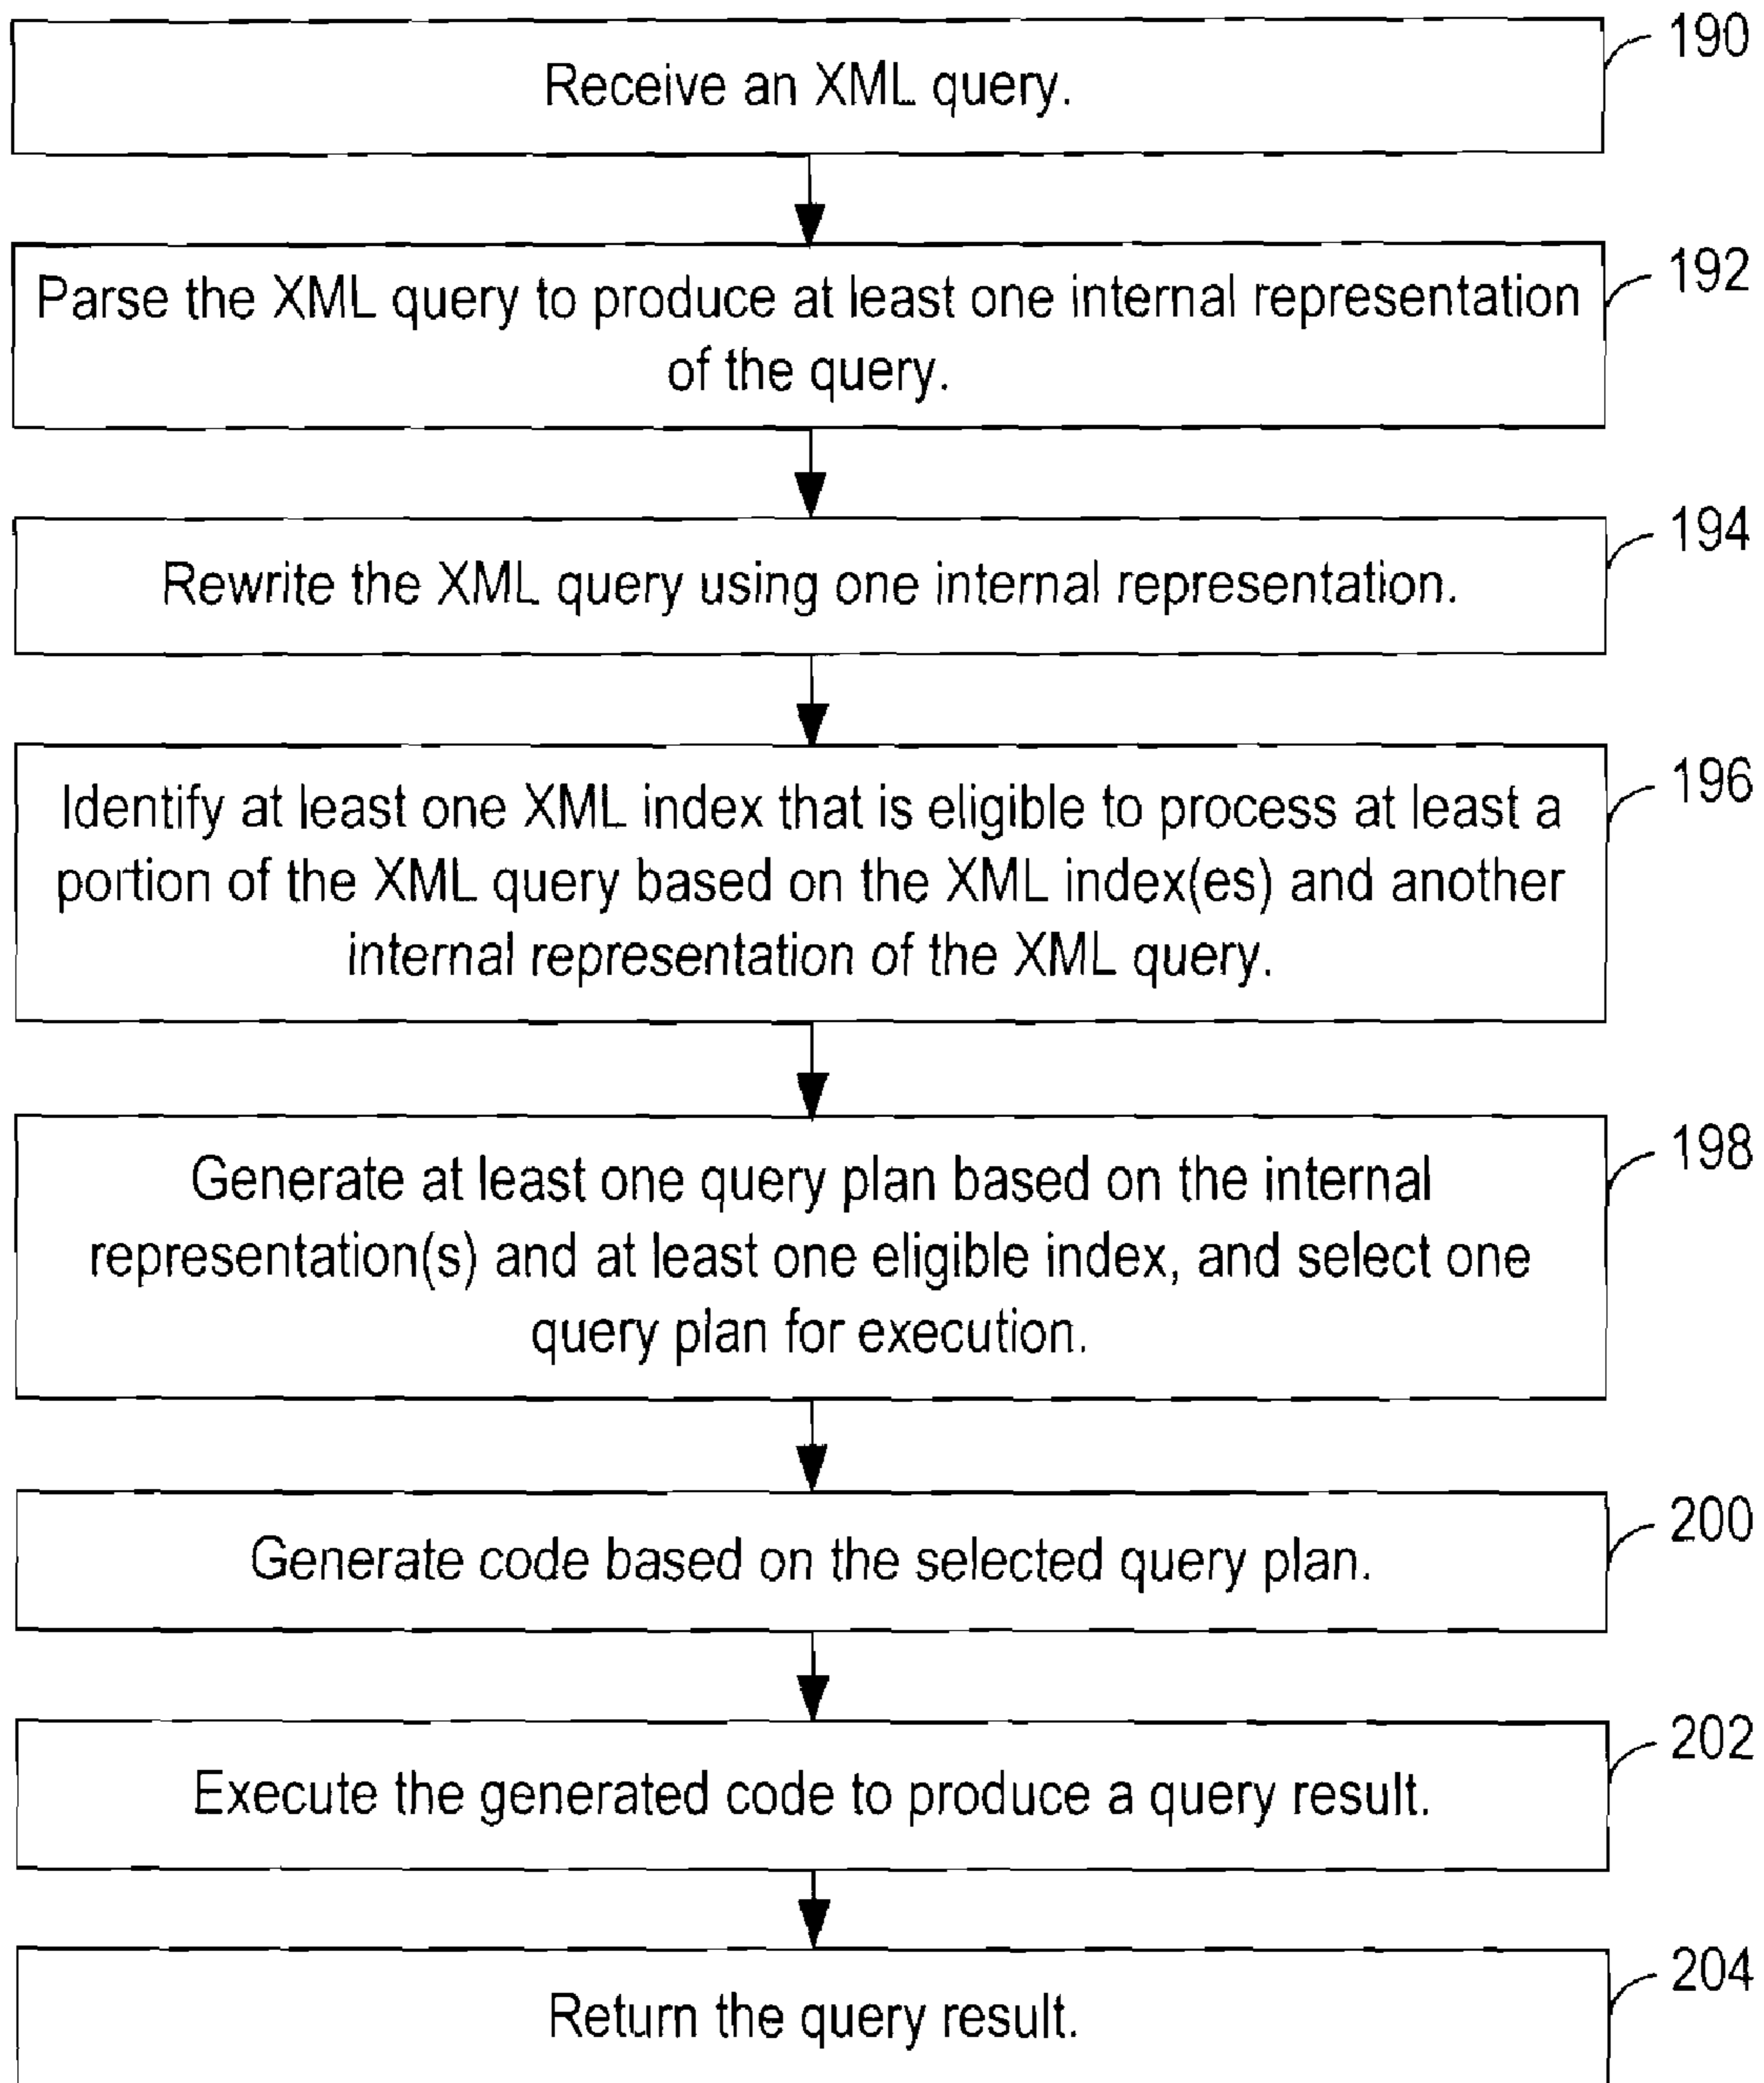 190
Receive an XML query.
192
Parse the XML query to produce at least one internal representation
of the query.
194
Rewrite the XML query using one internal representation.
196
Identify at least one XML index that is eligible to process at least a
portion of the XML query based on the XML index(es) and another
internal representation of the XML query.
198
Generate at least one query plan based on the internal
representation(s) and at least one eligible index, and select one
query plan for execution.
200
Generate code based on the selected query plan.
202
Execute the generated code to produce a query result.
204
Return the query result.